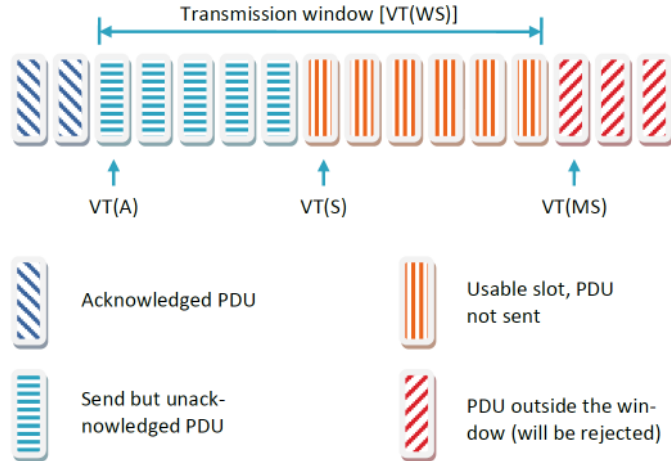 Transmission window [VT(WS)]
VT(A)
VT(S)
VT(MS)
Acknowledged PDU
Usable slot, PDU
not sent
Send but unack-
nowledged PDU
PDU outside the win-
dow (will be rejected)